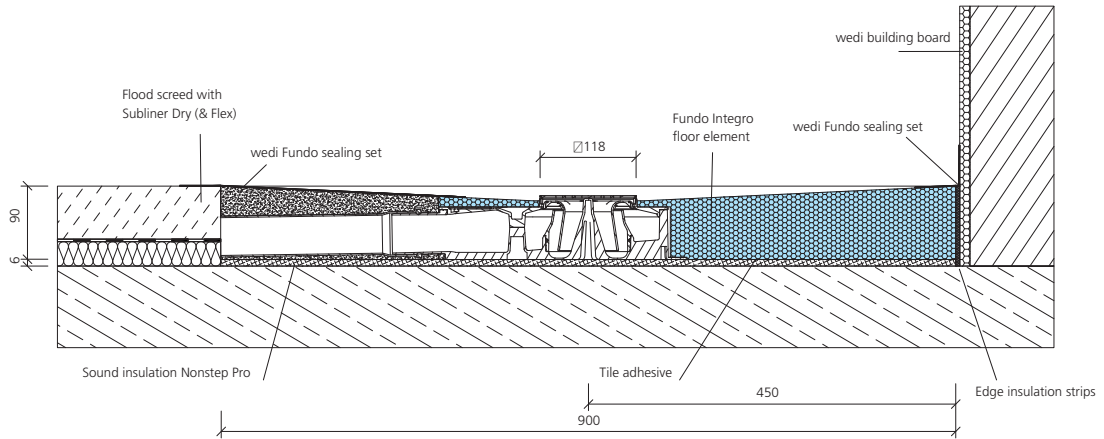 wedi building board
Flood screed with
Subliner Dry (& Flex)
Fundo Integro
floor element
wedi Fundo sealing set
wedi Fundo sealing set
118
90
6
Sound insulation Nonstep Pro
Tile adhesive
450
Edge insulation strips
900